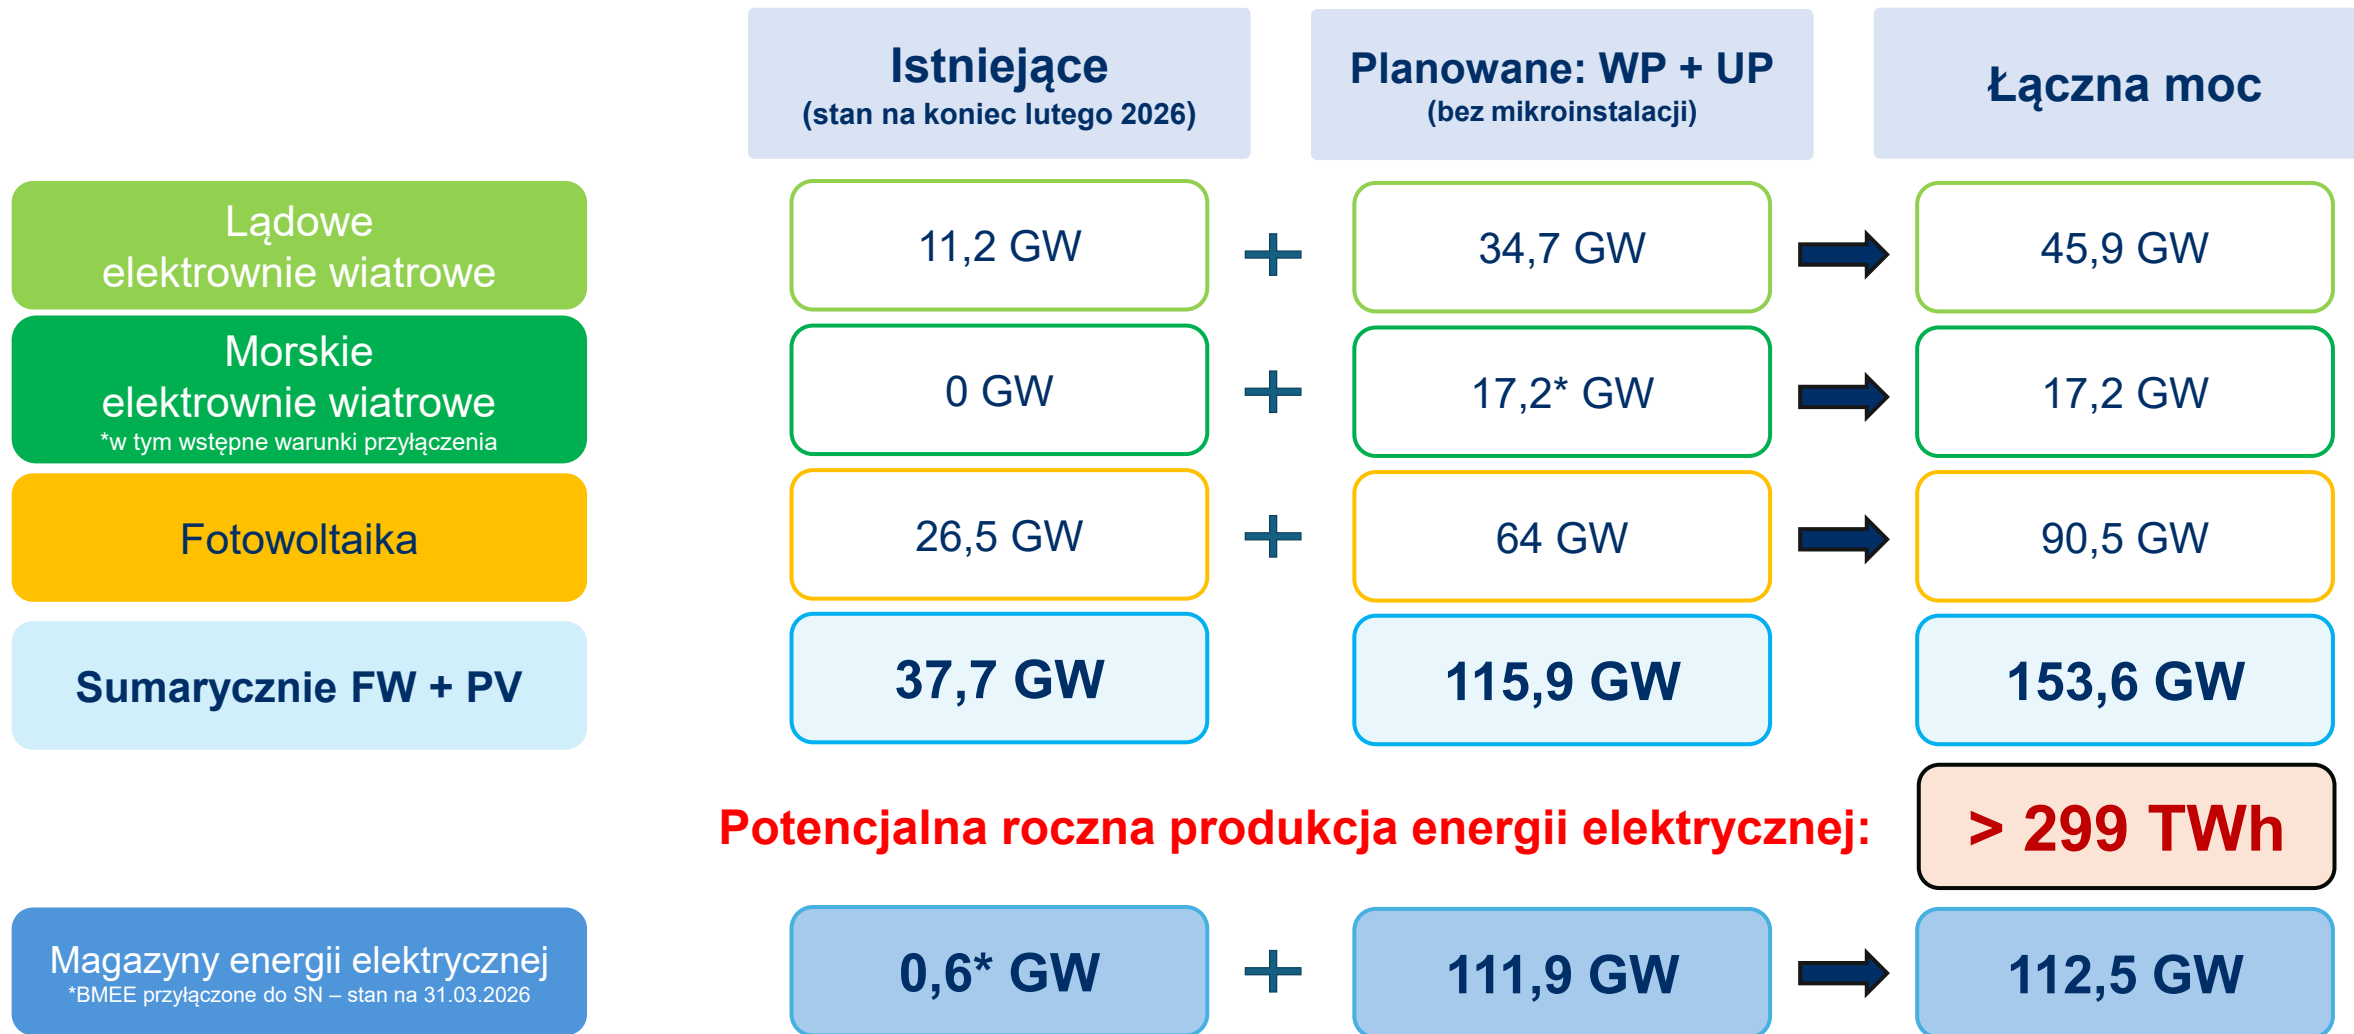 Istniejące
(stan na koniec lutego 2026)
Planowane: WP + UP
(bez mikroinstalacji)
Łączna moc
Lądowe
elektrownie wiatrowe
11,2 GW
+
34,7 GW
45,9 GW
Morskie
elektrownie wiatrowe
*w tym wstępne warunki przyłączenia
0 GW
+
17,2* GW
17,2 GW
Fotowoltaika
26,5 GW
+
64 GW
90,5 GW
Sumarycznie FW + PV
37,7 GW
115,9 GW
153,6 GW
Potencjalna roczna produkcja energii elektrycznej:
> 299 TWh
Magazyny energii elektrycznej
*BMEE przyłączone do SN – stan na 31.03.2026
0,6* GW
+
111,9 GW
112,5 GW